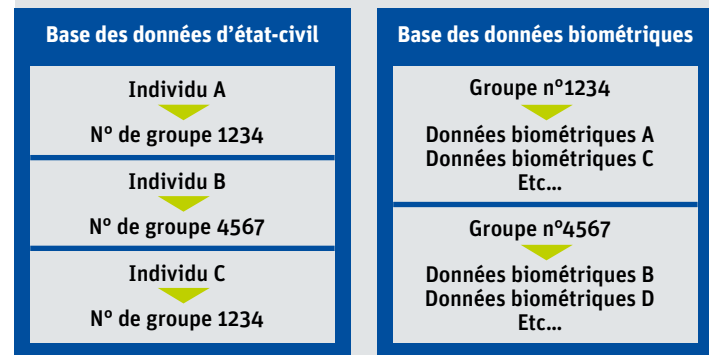 Base des données d’état-civil
Individu A
N° de groupe 1234
Individu B
N° de groupe 4567
Individu C
N° de groupe 1234
Base des données biométriques
Groupe n°1234
Données biométriques A
Données biométriques C
Etc...
Groupe n°4567
Données biométriques B
Données biométriques D
Etc...